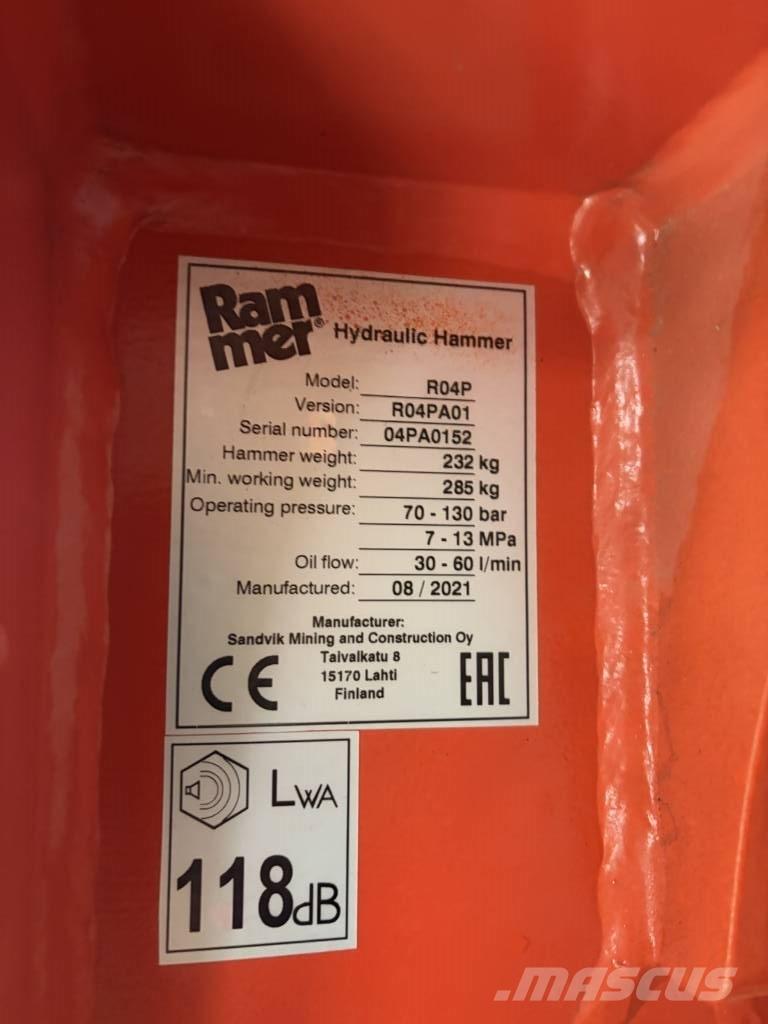 Rammer® Hydraulic Hammer
Model: R04P
Version: R04PA01
Serial number: 04PA0152
Hammer weight: 232 kg
Min. working weight: 285 kg
Operating pressure: 70 - 130 bar
7 - 13 MPa
Oil flow: 30 - 60 l/min
Manufactured: 08 / 2021
Manufacturer:
Sandvik Mining and Construction Oy
Taivalkatu 8
15170 Lahti
Finland
CE EAC
LWA
118dB
.MASCUS